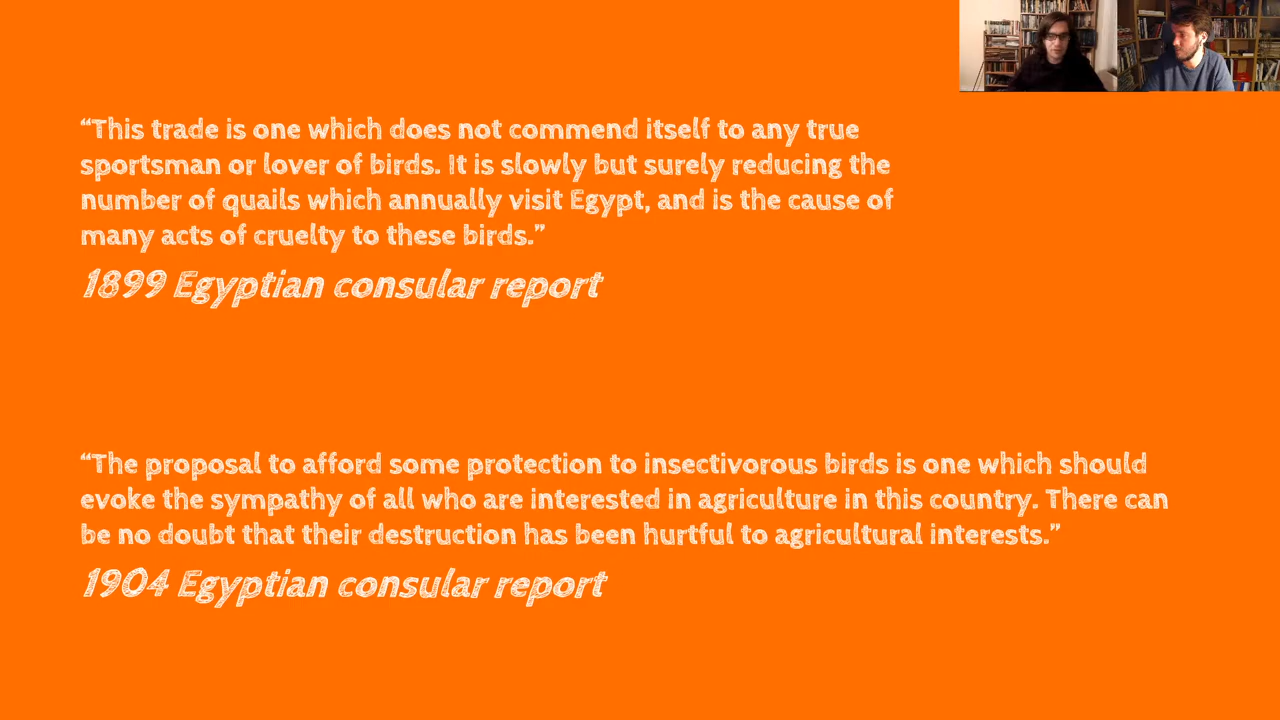 “This trade is one which does not commend itself to any true
sportsman or lover of birds. It is slowly but surely reducing the
number of quails which annually visit Egypt, and is the cause of
many acts of cruelty to these birds.”
1899 Egyptian consular report
“The proposal to afford some protection to insectivorous birds is one which should
evoke the sympathy of all who are interested in agriculture in this country. There can
be no doubt that their destruction has been hurtful to agricultural interests.”
1904 Egyptian consular report